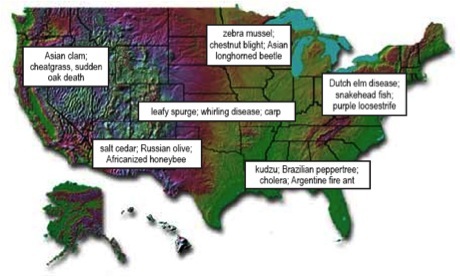 zebra mussel;
chestnut blight; Asian
longhorned beetle
Asian clam;
cheatgrass, sudden
oak death
Dutch elm disease;
snakehead fish;
purple loosestrife
leafy spurge; whirling disease; carp
salt cedar; Russian olive;
Africanized honeybee
kudzu; Brazilian peppertree;
cholera; Argentine fire ant